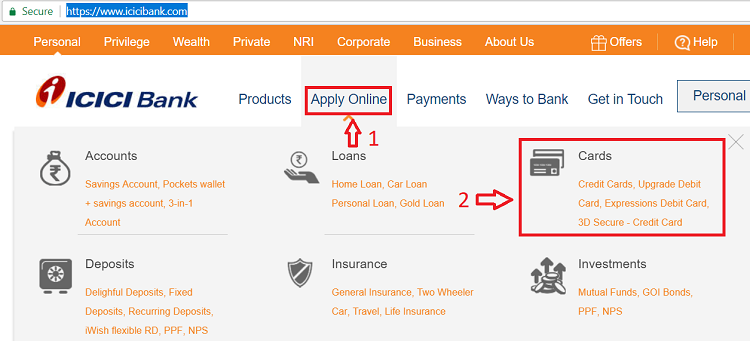 Secure https://www.icicibank.com
Personal Privilege Wealth Private NRI Corporate Business About Us Offers Help
ICICI Bank Products Apply Online Payments Ways to Bank Get in Touch Personal
1
Accounts
Savings Account, Pockets wallet
+ savings account, 3-in-1
Account
Loans
Home Loan, Car Loan
Personal Loan, Gold Loan
2
Cards
Credit Cards, Upgrade Debit
Card, Expressions Debit Card,
3D Secure - Credit Card
Deposits
Delighful Deposits, Fixed
Deposits, Recurring Deposits,
iWish flexible RD, PPF, NPS
Insurance
General Insurance, Two Wheeler
Car, Travel, Life Insurance
Investments
Mutual Funds, GOI Bonds,
PPF, NPS